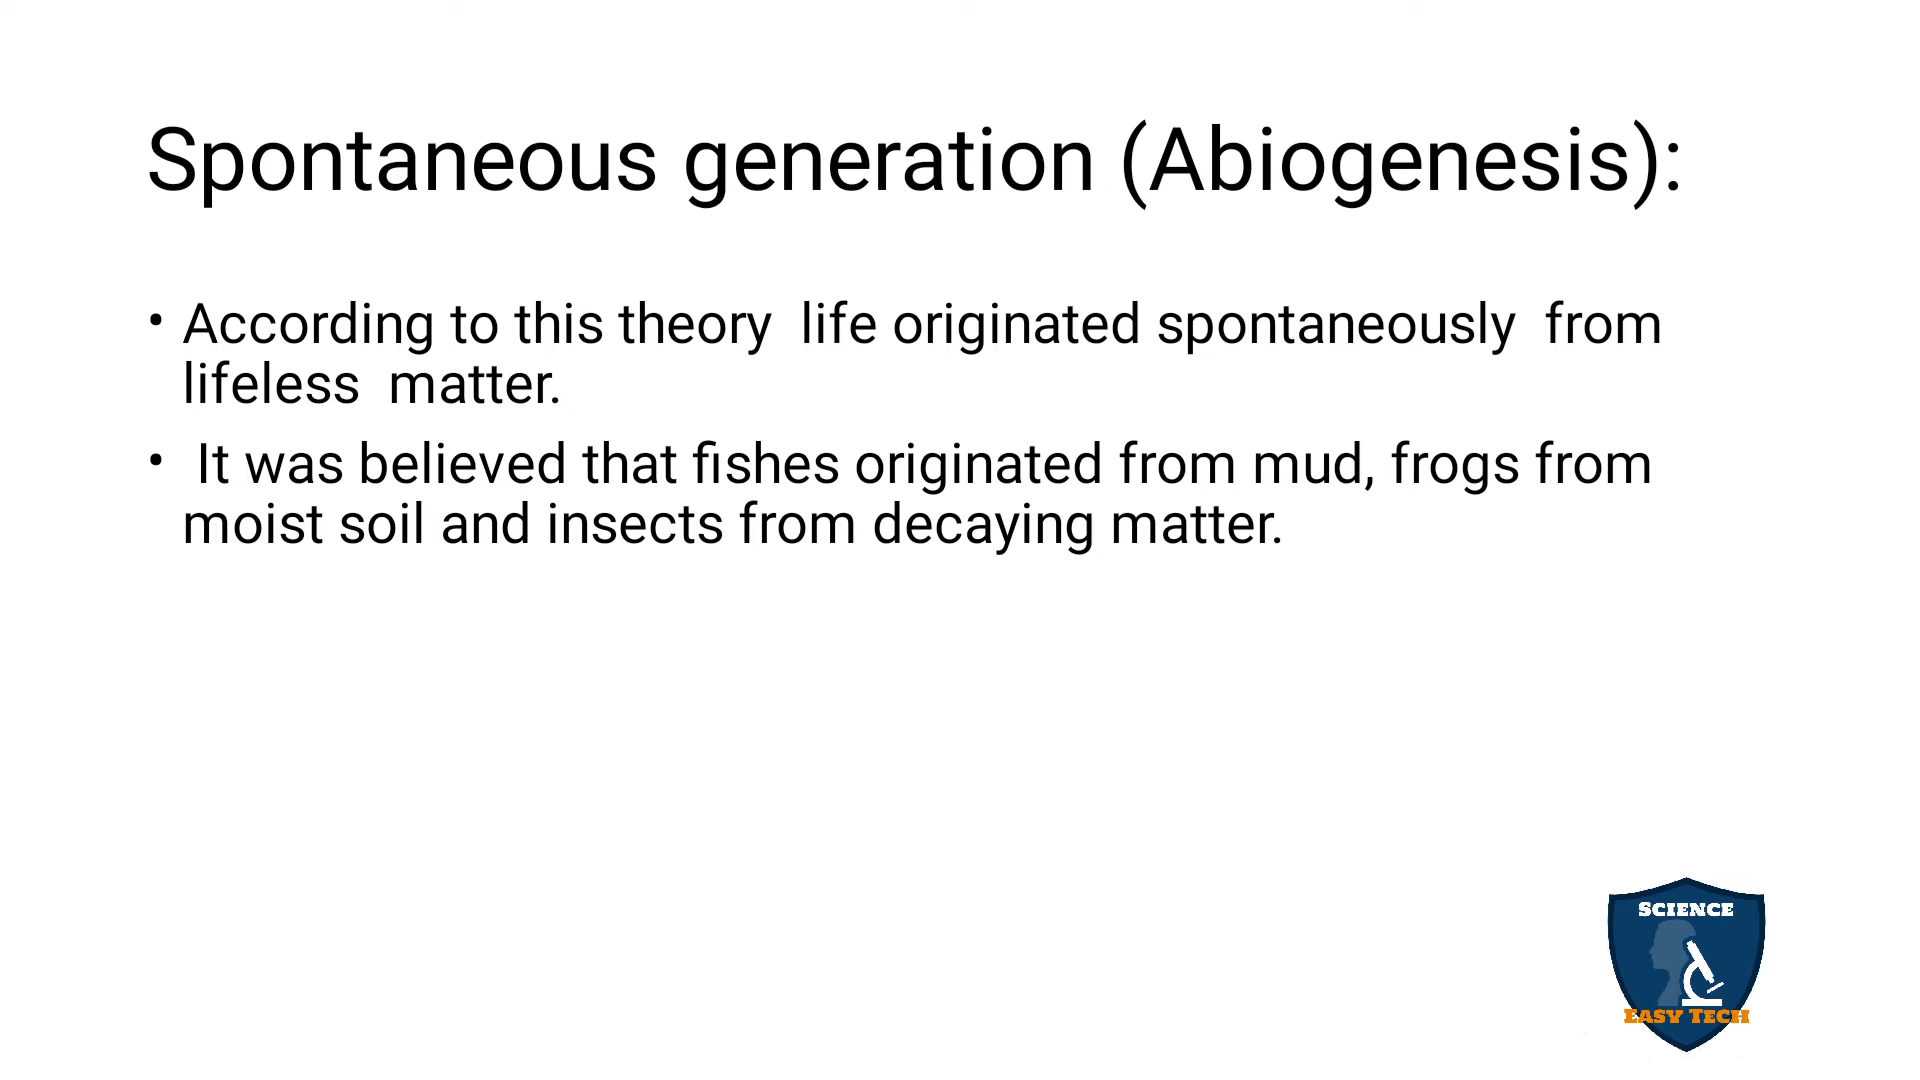 Spontaneous generation (Abiogenesis):
• According to this theory  life originated spontaneously  from
lifeless  matter.
•  It was believed that fishes originated from mud, frogs from
moist soil and insects from decaying matter.
SCIENCE
EASY TECH